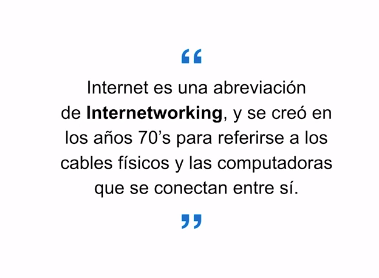 “
Internet es una abreviación
de Internetworking, y se creó en
los años 70’s para referirse a los
cables físicos y las computadoras
que se conectan entre sí.
”